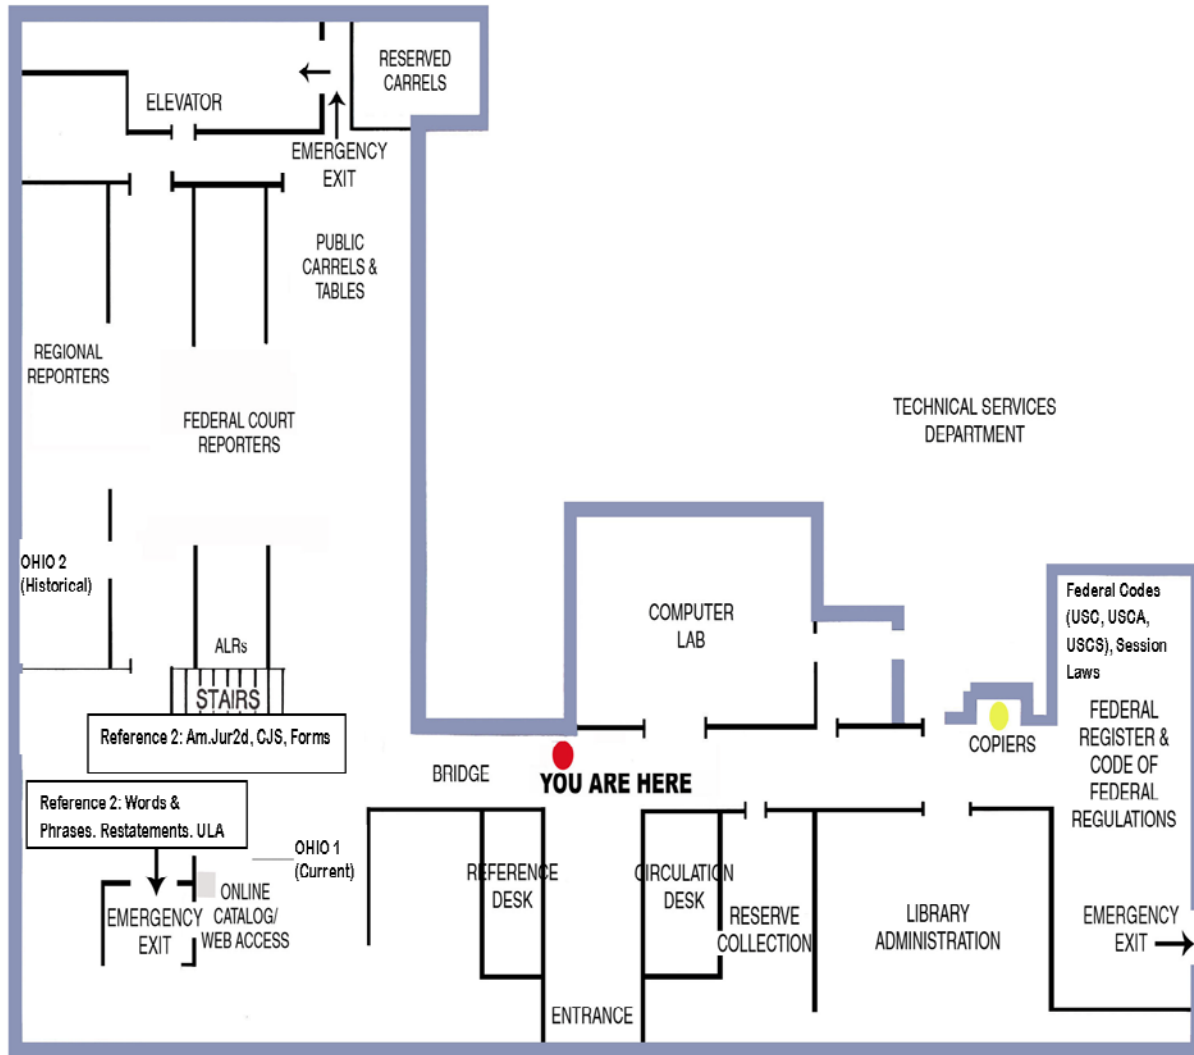 RESERVED
CARRELS
ELEVATOR
EMERGENCY
EXIT
PUBLIC
CARRELS &
TABLES
REGIONAL
REPORTERS
FEDERAL COURT
REPORTERS
TECHNICAL SERVICES
DEPARTMENT
OHIO 2
(Historical)
ALRs
STAIRS
Reference 2: Am.Jur2d, CJS, Forms
COMPUTER
LAB
Federal Codes
(USC, USCA,
USCS), Session
Laws
FEDERAL
REGISTER &
CODE OF
FEDERAL
REGULATIONS
COPIERS
BRIDGE
YOU ARE HERE
Reference 2: Words &
Phrases. Restatements. ULA
OHIO 1
(Current)
EMERGENCY
EXIT
ONLINE
CATALOG/
WEB ACCESS
REFERENCE
DESK
CIRCULATION
DESK
RESERVE
COLLECTION
LIBRARY
ADMINISTRATION
EMERGENCY
EXIT
ENTRANCE